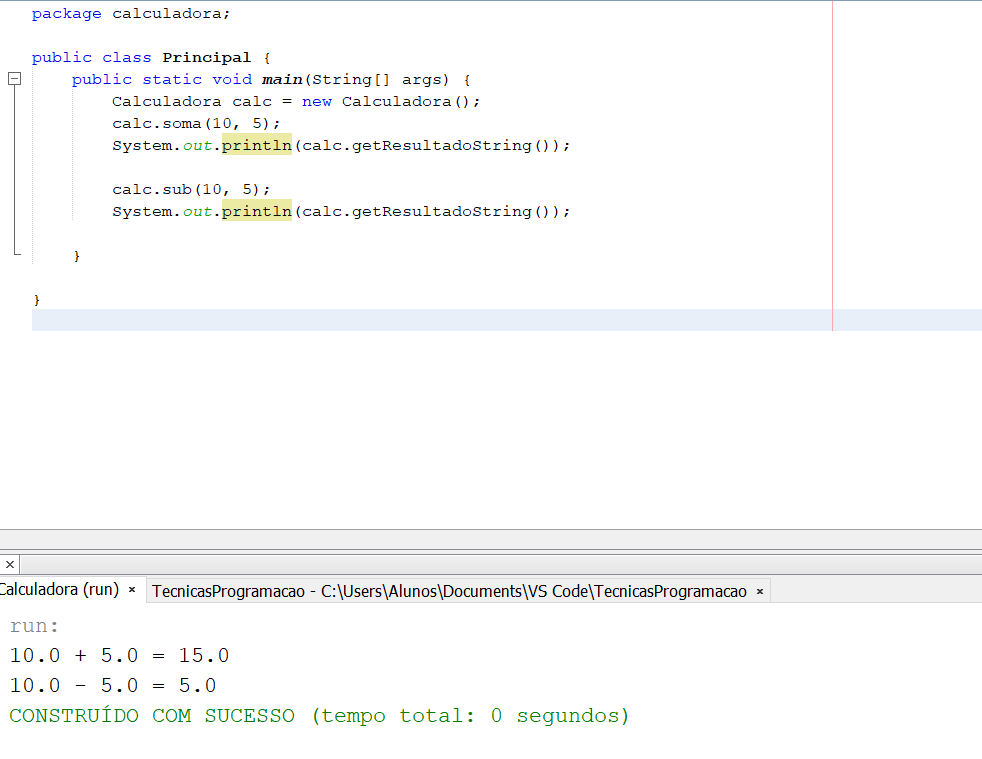 package calculadora;
public class Principal {
public static void main(String[] args) {
Calculadora calc = new Calculadora();
calc.soma(10, 5);
System.out.println(calc.getResultadoString());
calc.sub(10, 5);
System.out.println(calc.getResultadoString());
}
}
Calculadora (run) × TecnicasProgramacao - C:\Users\Alunos\Documents\VS Code\TecnicasProgramacao ×
run:
10.0 + 5.0 = 15.0
10.0 - 5.0 = 5.0
CONSTRUÍDO COM SUCESSO (tempo total: 0 segundos)